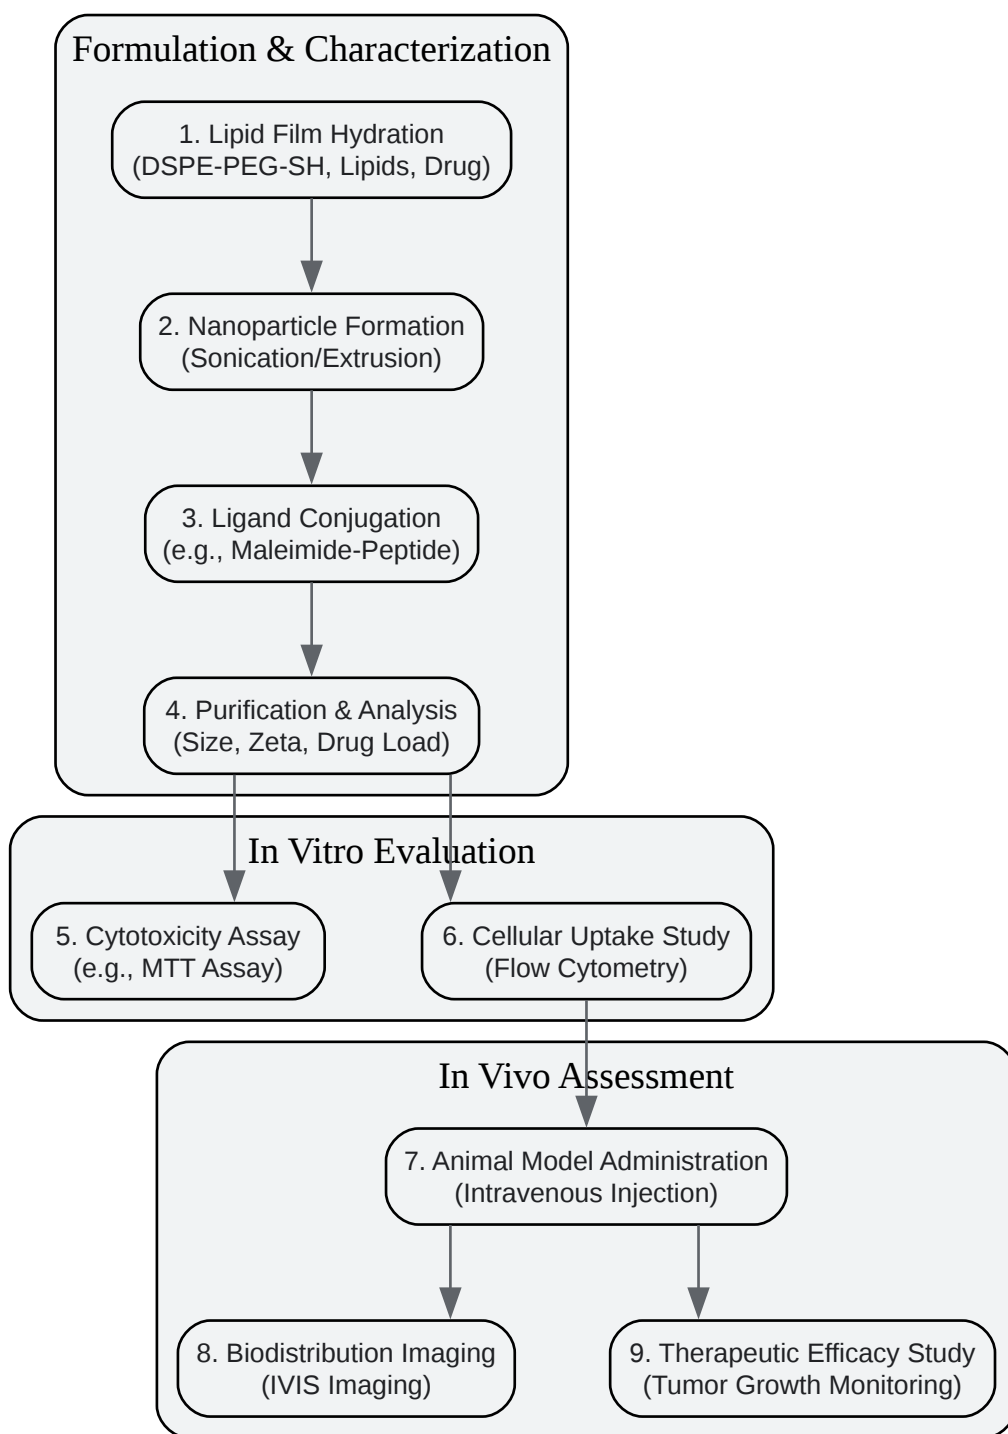 Formulation & Characterization
1. Lipid Film Hydration
(DSPE-PEG-SH, Lipids, Drug)
2. Nanoparticle Formation
(Sonication/Extrusion)
3. Ligand Conjugation
(e.g., Maleimide-Peptide)
4. Purification & Analysis
(Size, Zeta, Drug Load)
In Vitro Evaluation
5. Cytotoxicity Assay
(e.g., MTT Assay)
6. Cellular Uptake Study
(Flow Cytometry)
In Vivo Assessment
7. Animal Model Administration
(Intravenous Injection)
8. Biodistribution Imaging
(IVIS Imaging)
9. Therapeutic Efficacy Study
(Tumor Growth Monitoring)